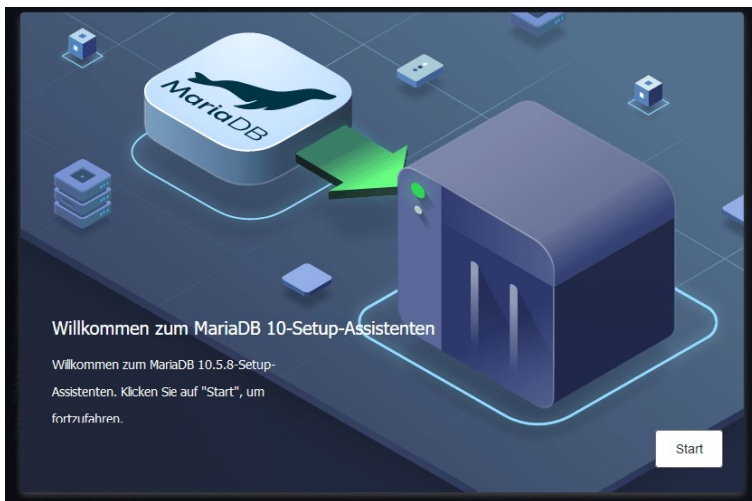 MariaDB
Willkommen zum MariaDB 10-Setup-Assistenten
Willkommen zum MariaDB 10.5.8-Setup-
Assistenten. Klicken Sie auf "Start", um
fortzufahren.
Start